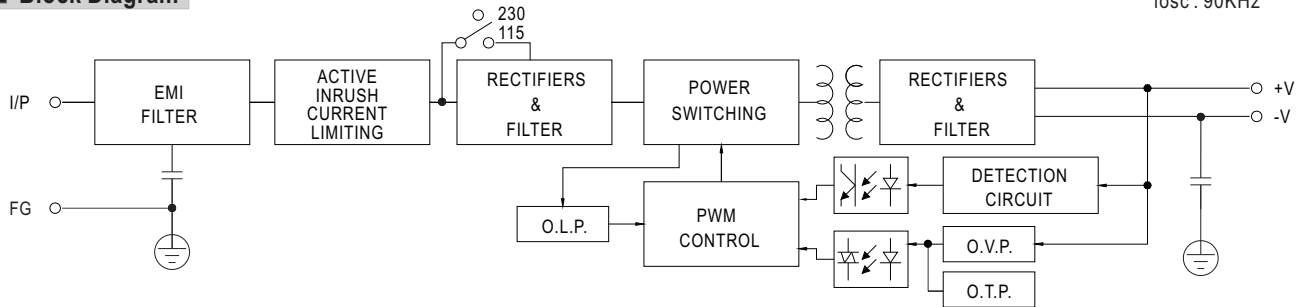 Block Diagram
fosc : 90KHz
230
115
I/P
EMI
FILTER
ACTIVE
INRUSH
CURRENT
LIMITING
RECTIFIERS
&
FILTER
POWER
SWITCHING
RECTIFIERS
&
FILTER
+V
-V
FG
O.L.P.
PWM
CONTROL
DETECTION
CIRCUIT
O.V.P.
O.T.P.